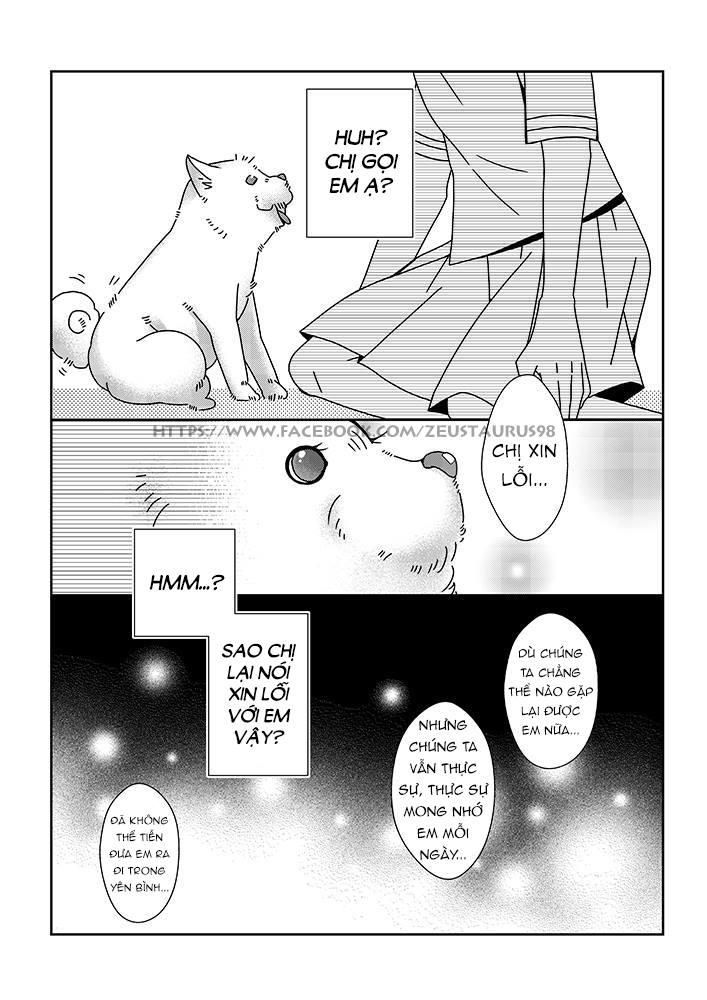 HUH?
CHỊ GỌI
EM Ạ?
HTTPS://WWW.FACEBOOK.COM/ZEUSTAURUS98
CHỊ XIN
LỖI...
HMM...?
SAO CHỊ
LẠI NÓI
XIN LỖI
VỚI EM
VẬY?
DÙ CHÚNG
TA CHẲNG
THỂ NÀO GẶP
LẠI ĐƯỢC
EM NỮA...
NHƯNG
CHÚNG TA
VẪN THỰC
SỰ, THỰC SỰ
MONG NHỚ
EM MỖI
NGÀY...
ĐÃ KHÔNG
THỂ TIỄN
ĐƯA EM RA
ĐI TRONG
YÊN BÌNH...